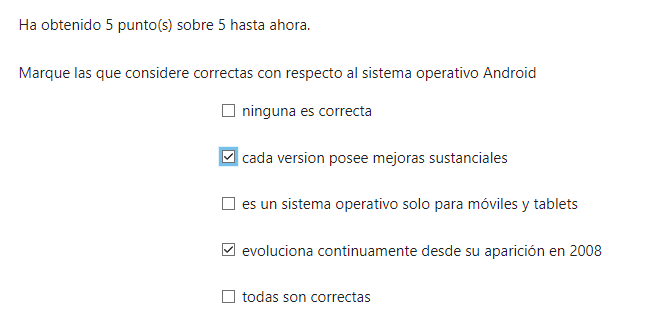 Ha obtenido 5 punto(s) sobre 5 hasta ahora.
Marque las que considere correctas con respecto al sistema operativo Android
ninguna es correcta
cada version posee mejoras sustanciales
es un sistema operativo solo para móviles y tablets
evoluciona continuamente desde su aparición en 2008
todas son correctas